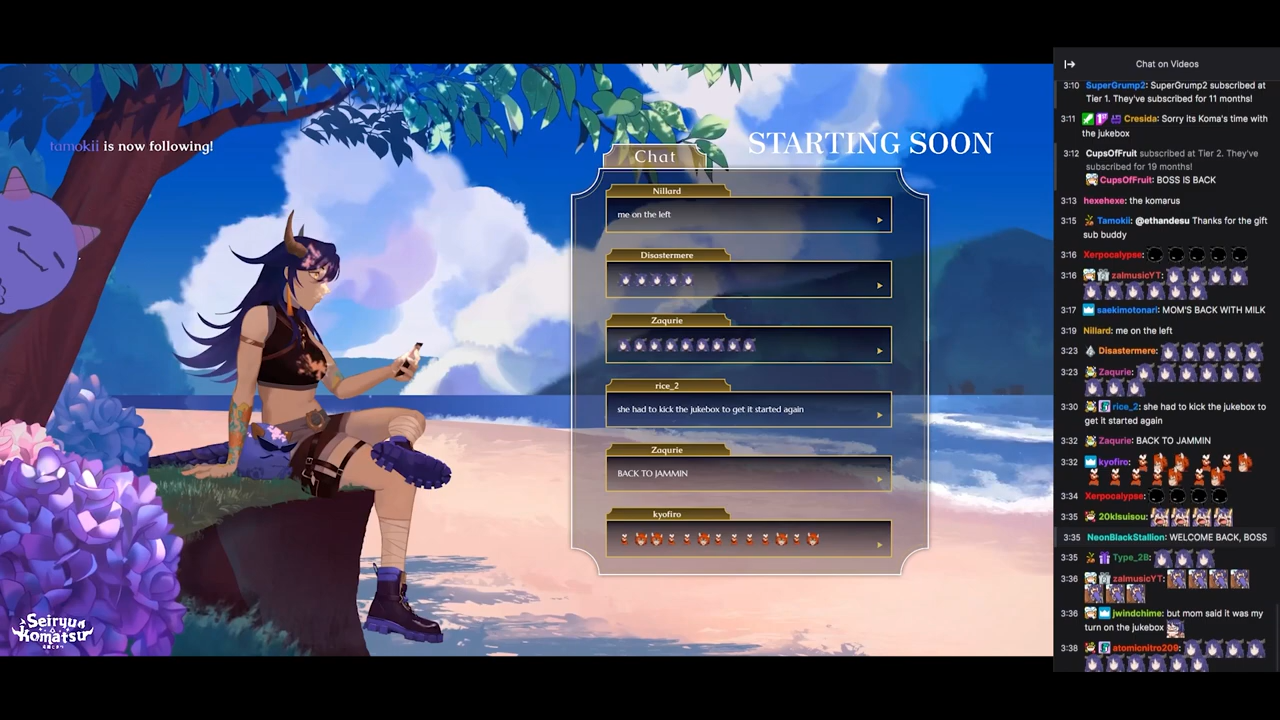 tamokii is now following!
STARTING SOON
Chat
Nillard
me on the left
Disastermere
Zaqurie
rice_2
she had to kick the jukebox to get it started again
Zaqurie
BACK TO JAMMIN
kyofiro
Seiryuu
Komatsu
Chat on Videos
3:10 SuperGrump2: SuperGrump2 subscribed at
Tier 1. They've subscribed for 11 months!
3:11 Cresida: Sorry its Koma's time with
the jukebox
3:12 CupsOfFruit subscribed at Tier 2. They've
subscribed for 19 months!
CupsOfFruit: BOSS IS BACK
3:13 hexehexe: the komarus
3:15 Tamokii: @ethandesu Thanks for the gift
sub buddy
3:16 Xerpocalypse:
3:16 zalmusicYT:
3:17 saekimotonari: MOM'S BACK WITH MILK
3:19 Nillard: me on the left
3:23 Disastermere:
3:23 Zaqurie:
3:30 rice_2: she had to kick the jukebox to
get it started again
3:32 Zaqurie: BACK TO JAMMIN
3:32 kyofiro:
3:34 Xerpocalypse:
3:35 20klsuisou:
3:35 NeonBlackStallion: WELCOME BACK, BOSS
3:35 Type_2B:
3:36 zalmusicYT:
3:36 jwindchime: but mom said it was my
turn on the jukebox
3:38 atomicnitro209: